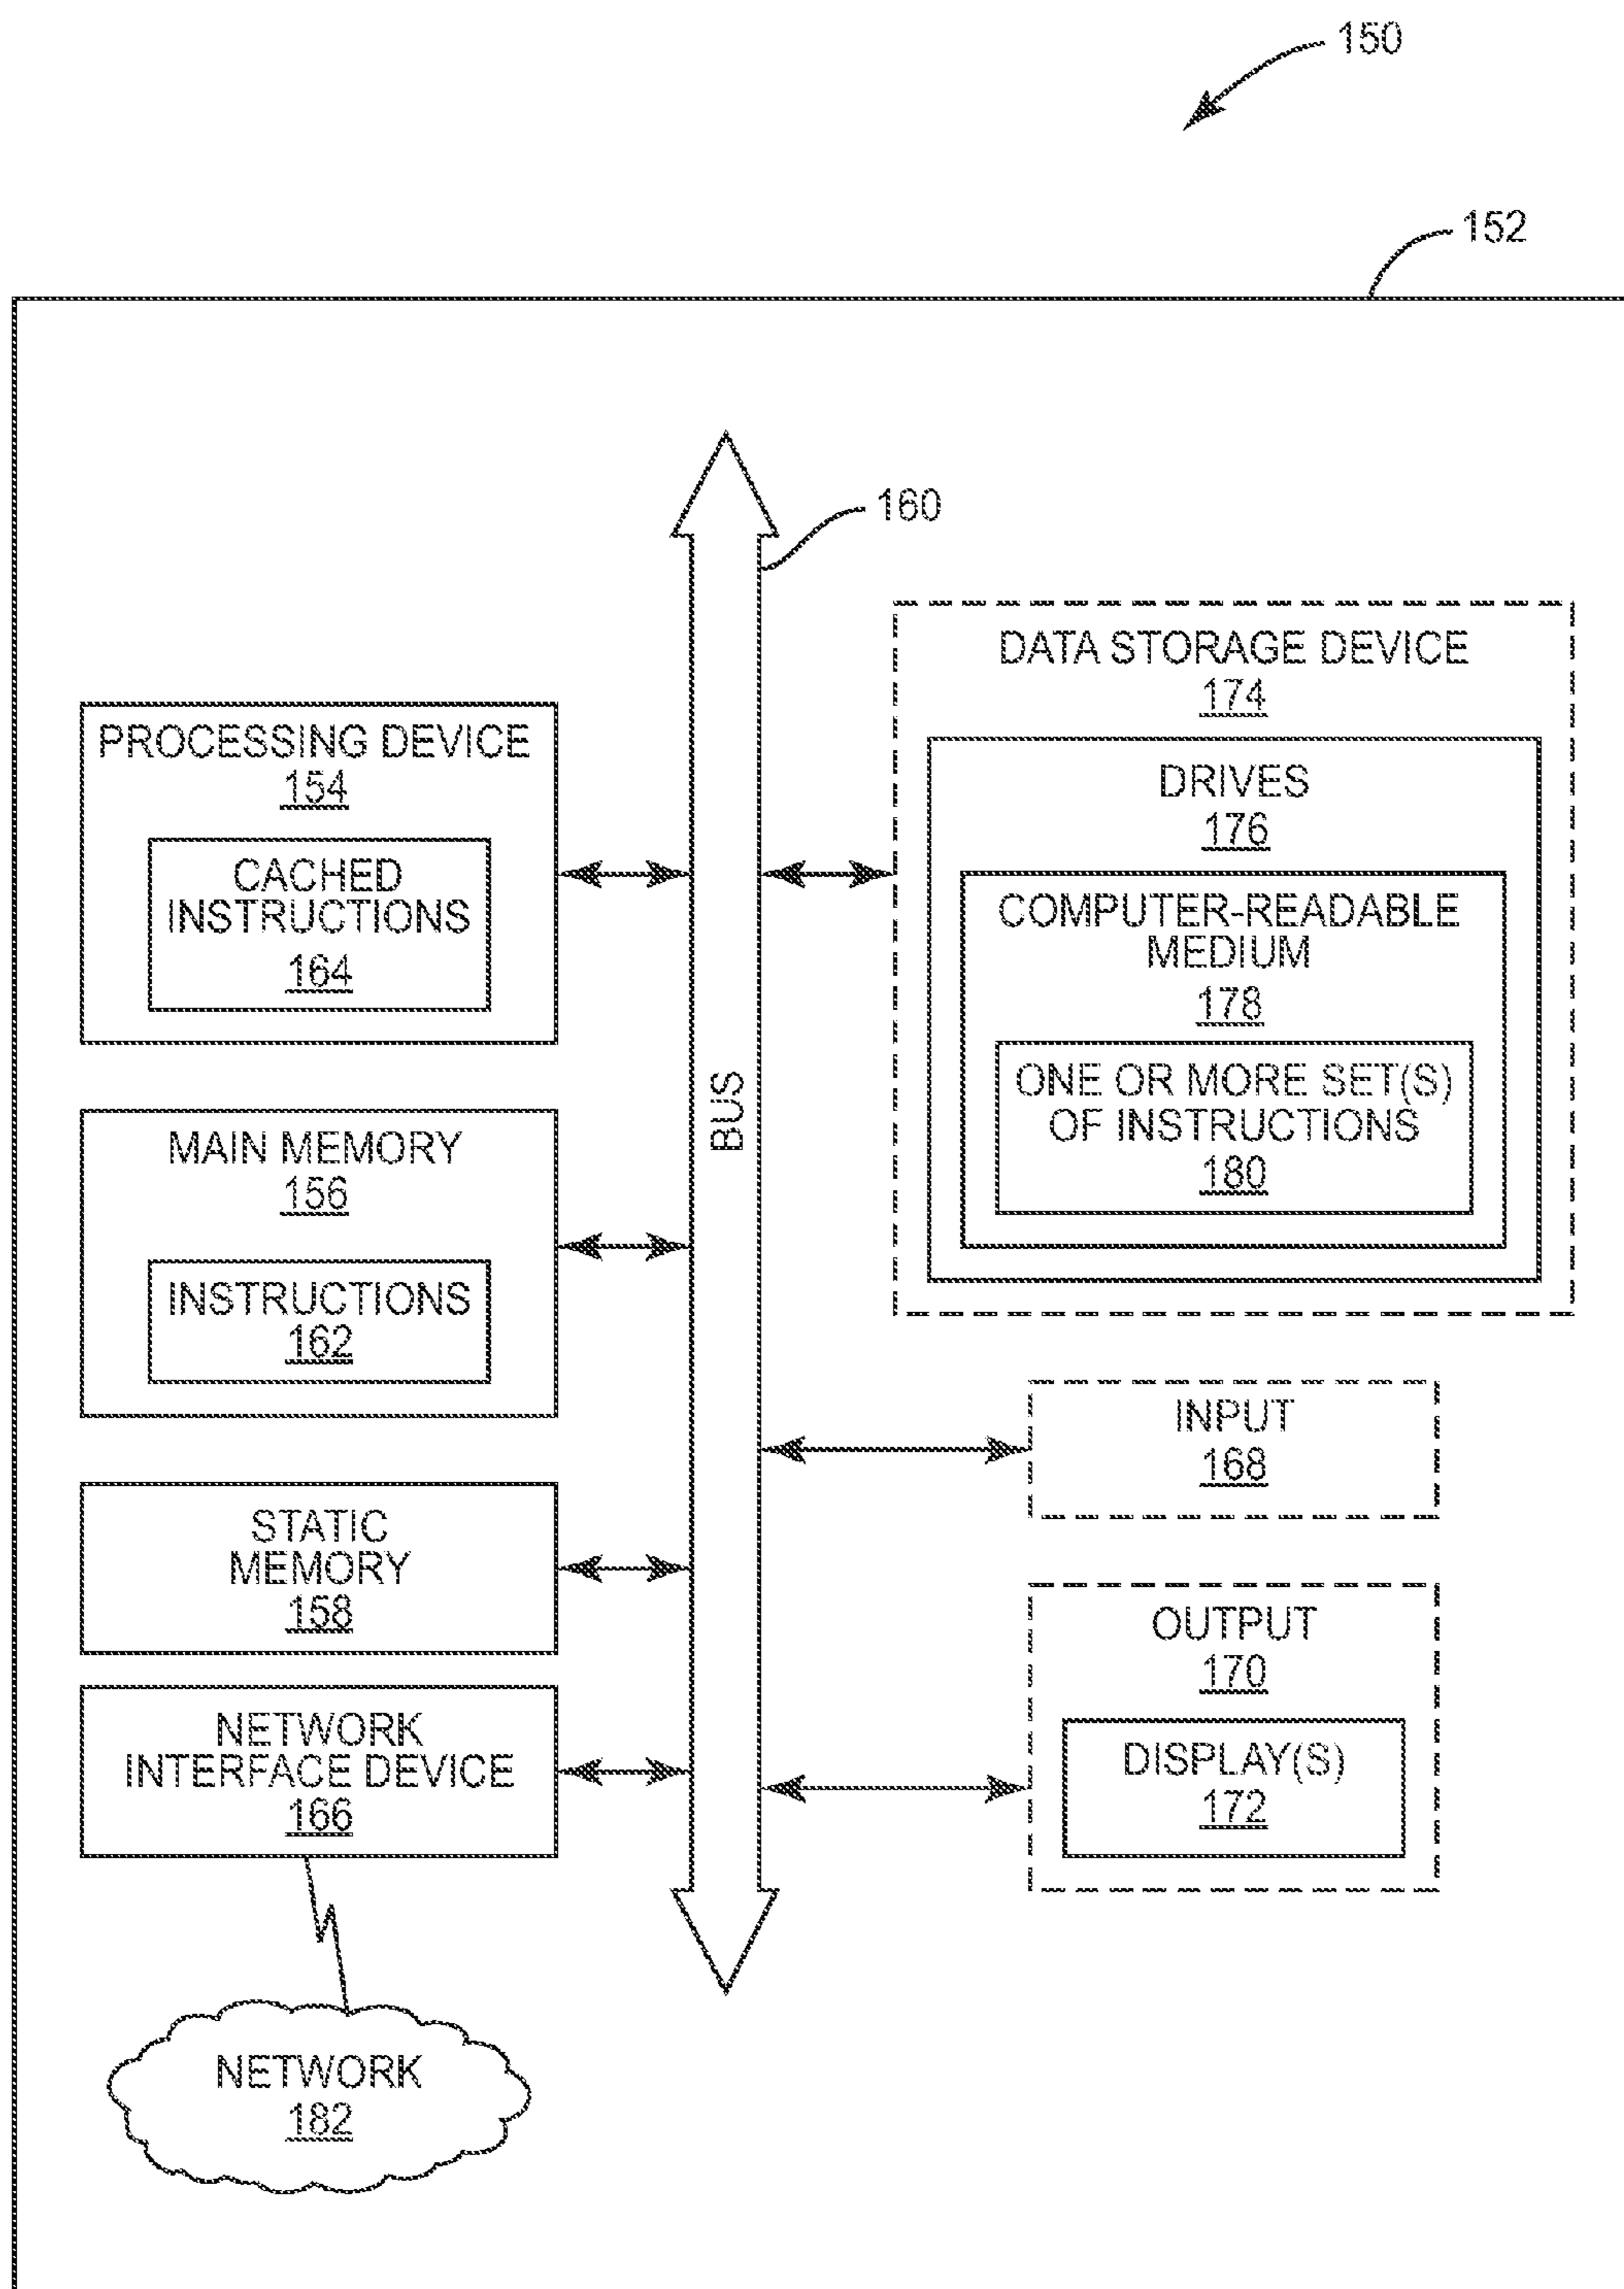 150
152
160
PROCESSING DEVICE
154
CACHED
INSTRUCTIONS
164
MAIN MEMORY
156
INSTRUCTIONS
162
STATIC
MEMORY
158
NETWORK
INTERFACE DEVICE
166
NETWORK
182
BUS
DATA STORAGE DEVICE
174
DRIVES
176
COMPUTER-READABLE
MEDIUM
178
ONE OR MORE SET(S)
OF INSTRUCTIONS
180
INPUT
168
OUTPUT
170
DISPLAY(S)
172